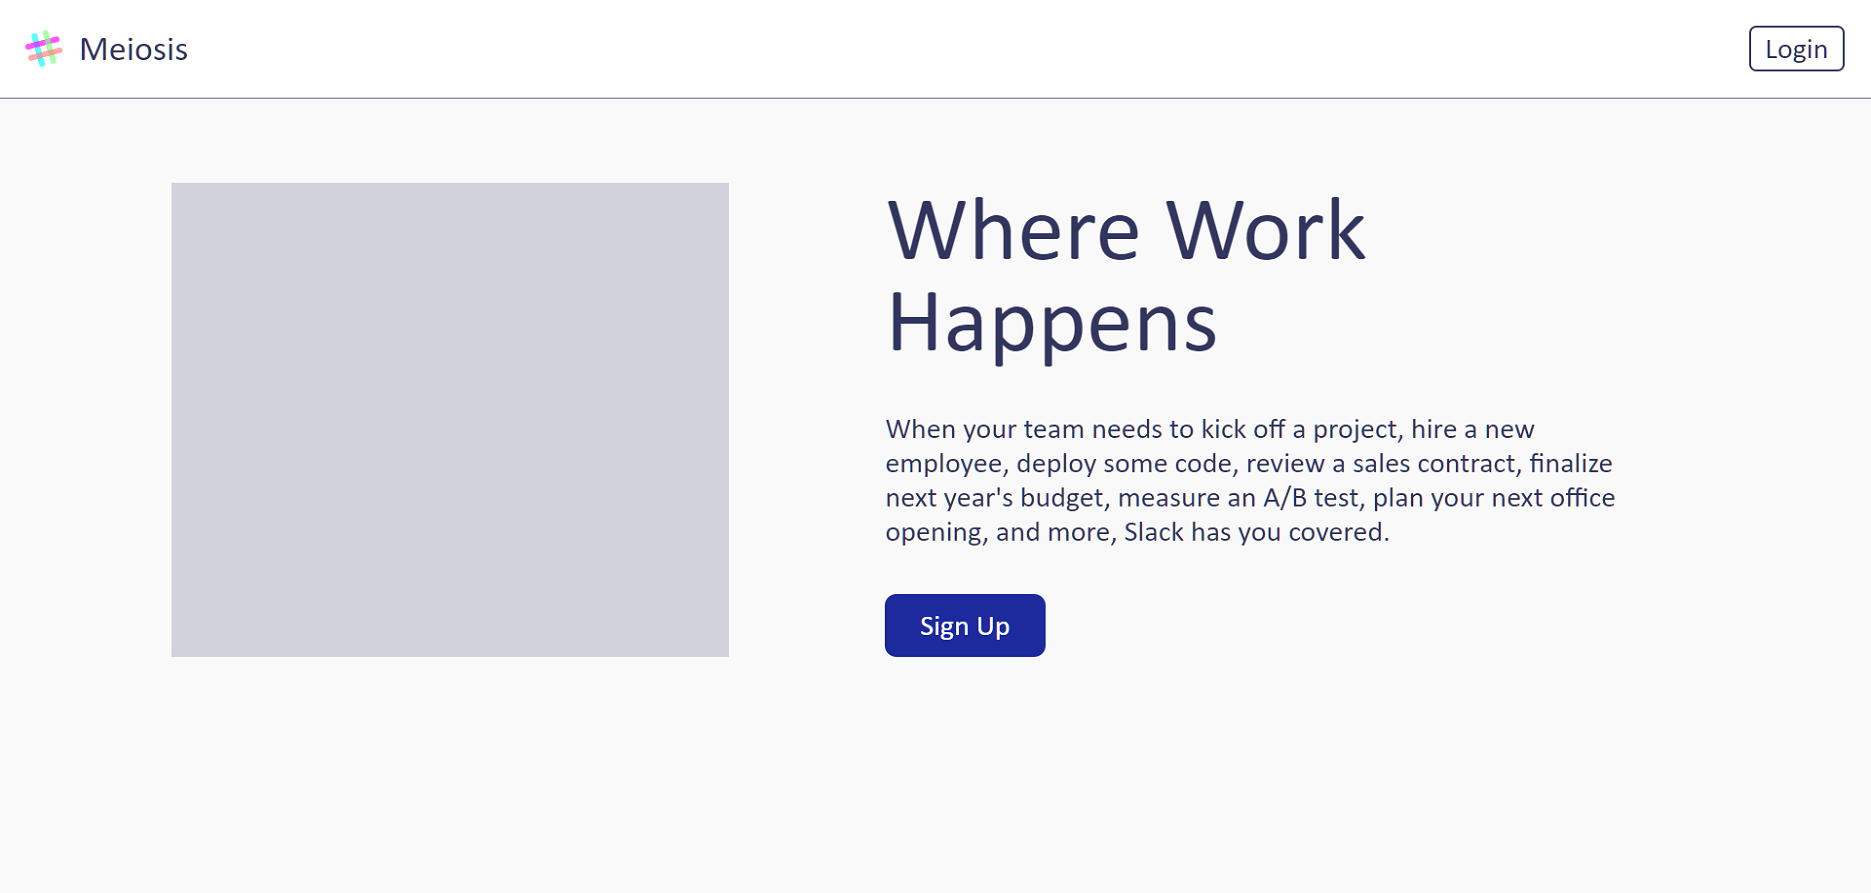 Meiosis
Login
Where Work
Happens
When your team needs to kick off a project, hire a new
employee, deploy some code, review a sales contract, finalize
next year's budget, measure an A/B test, plan your next office
opening, and more, Slack has you covered.
Sign Up